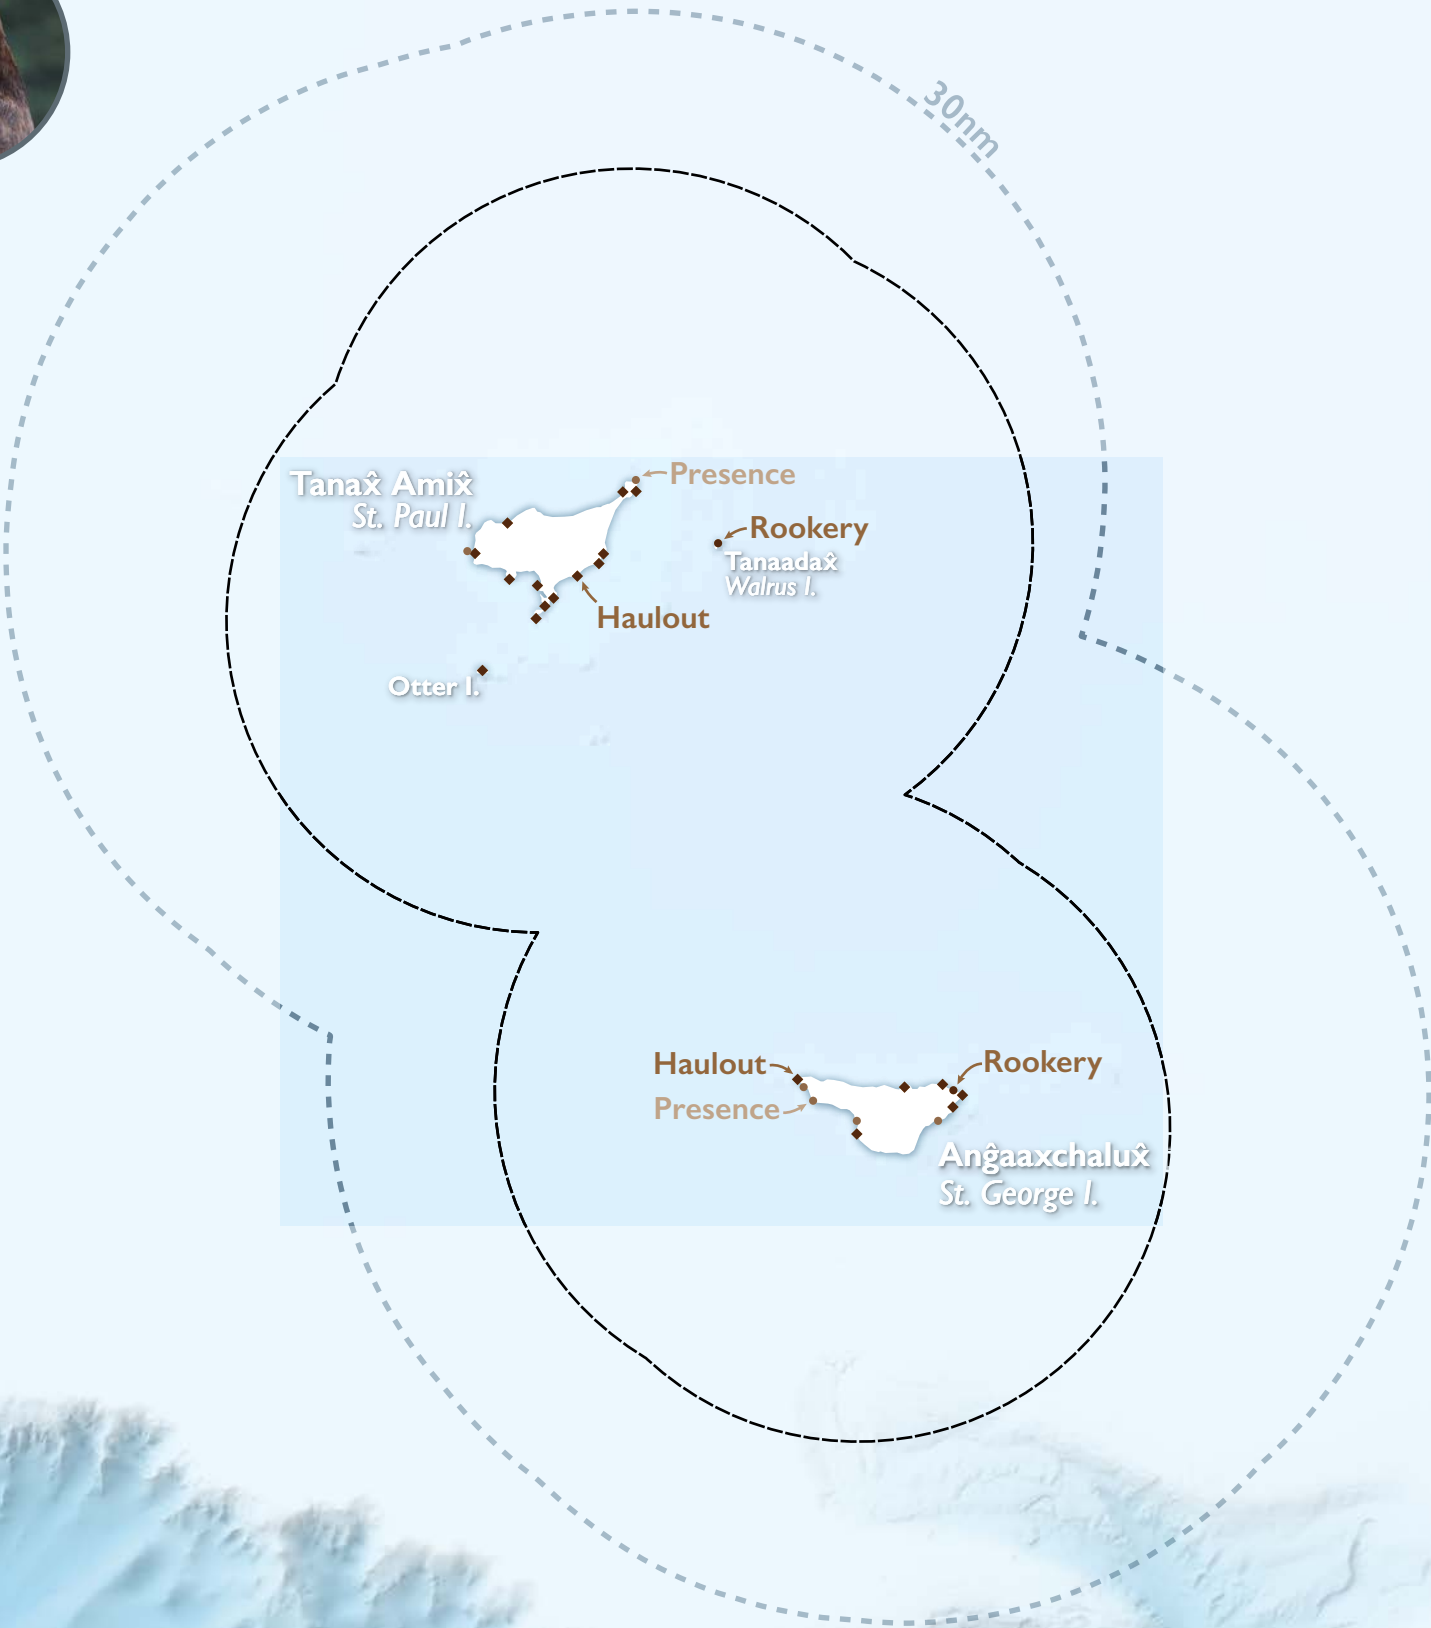 30nm
Tanax̂ Amix̂
St. Paul I.
Presence
Rookery
Tanaadax̂
Walrus I.
Haulout
Otter I.
Haulout
Presence
Rookery
Anĝaaxchalux̂
St. George I.